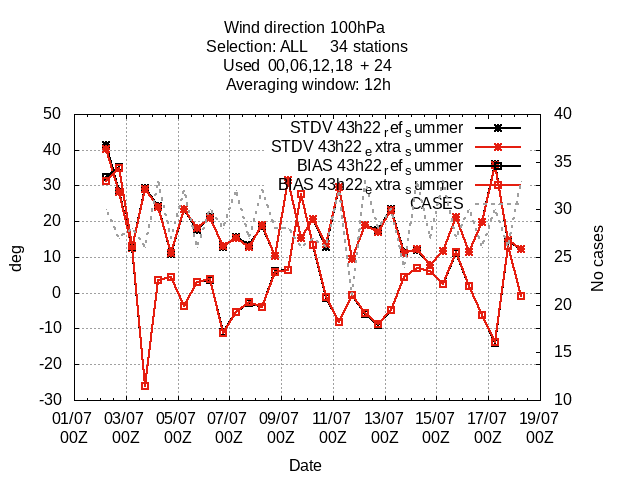 Wind direction 100hPa
Selection: ALL 34 stations
Used 00,06,12,18 + 24
Averaging window: 12h
50 40
STDV 43h22 ref summer
40 STDV 43h22 extra summer
BIAS 43h22 ref summer 35
30 BIAS 43h22 extra summer
CASES 30
20
10 25
0
20
-10
15
-20
-30 10
deg
No cases
01/07 03/07 05/07 07/07 09/07 11/07 13/07 15/07 17/07 19/07
00Z 00Z 00Z 00Z 00Z 00Z 00Z 00Z 00Z 00Z
Date